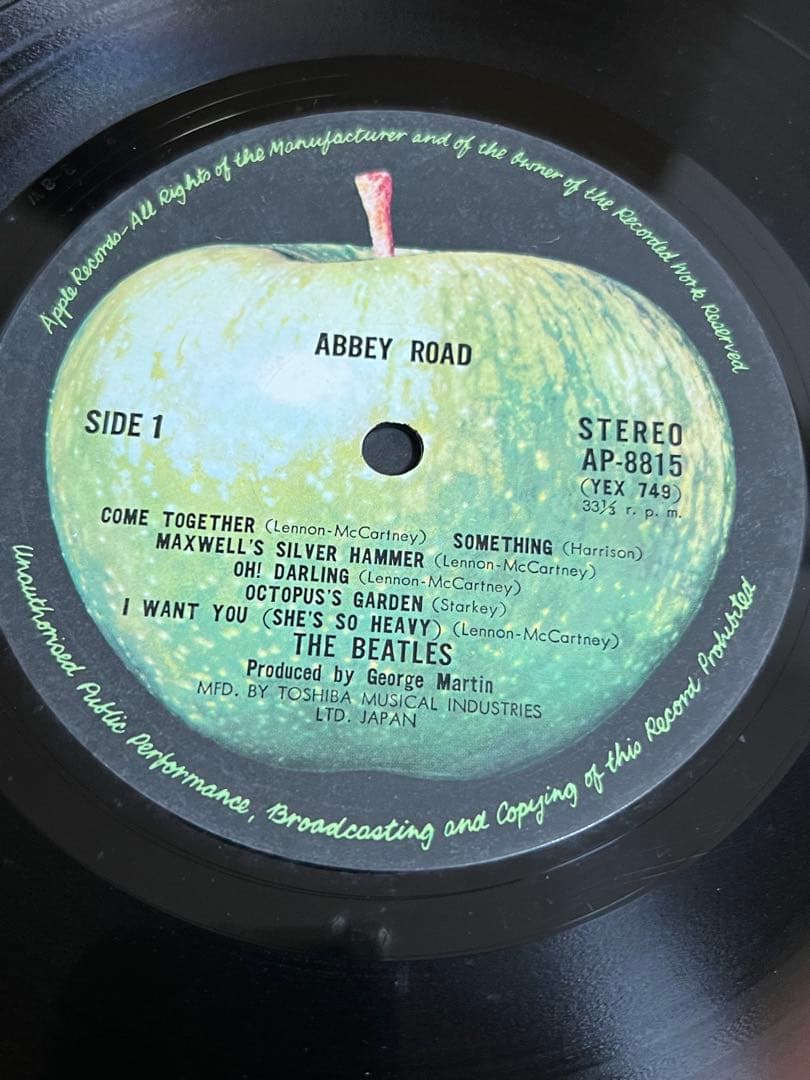 Apple Records-All Rights of the Manufacturer and of the Owner of the Recorded Work Reserved
ABBEY ROAD
SIDE 1
STEREO
AP-8815
(YEX 749)
33⅓ r. p. m.
COME TOGETHER (Lennon-McCartney) SOMETHING (Harrison)
MAXWELL'S SILVER HAMMER (Lennon-McCartney)
OH! DARLING (Lennon-McCartney)
OCTOPUS'S GARDEN (Starkey)
I WANT YOU (SHE'S SO HEAVY) (Lennon-McCartney)
THE BEATLES
Produced by George Martin
MFD. BY TOSHIBA MUSICAL INDUSTRIES
LTD. JAPAN
Unauthorised Public Performance, Broadcasting and Copying of this Record Prohibited